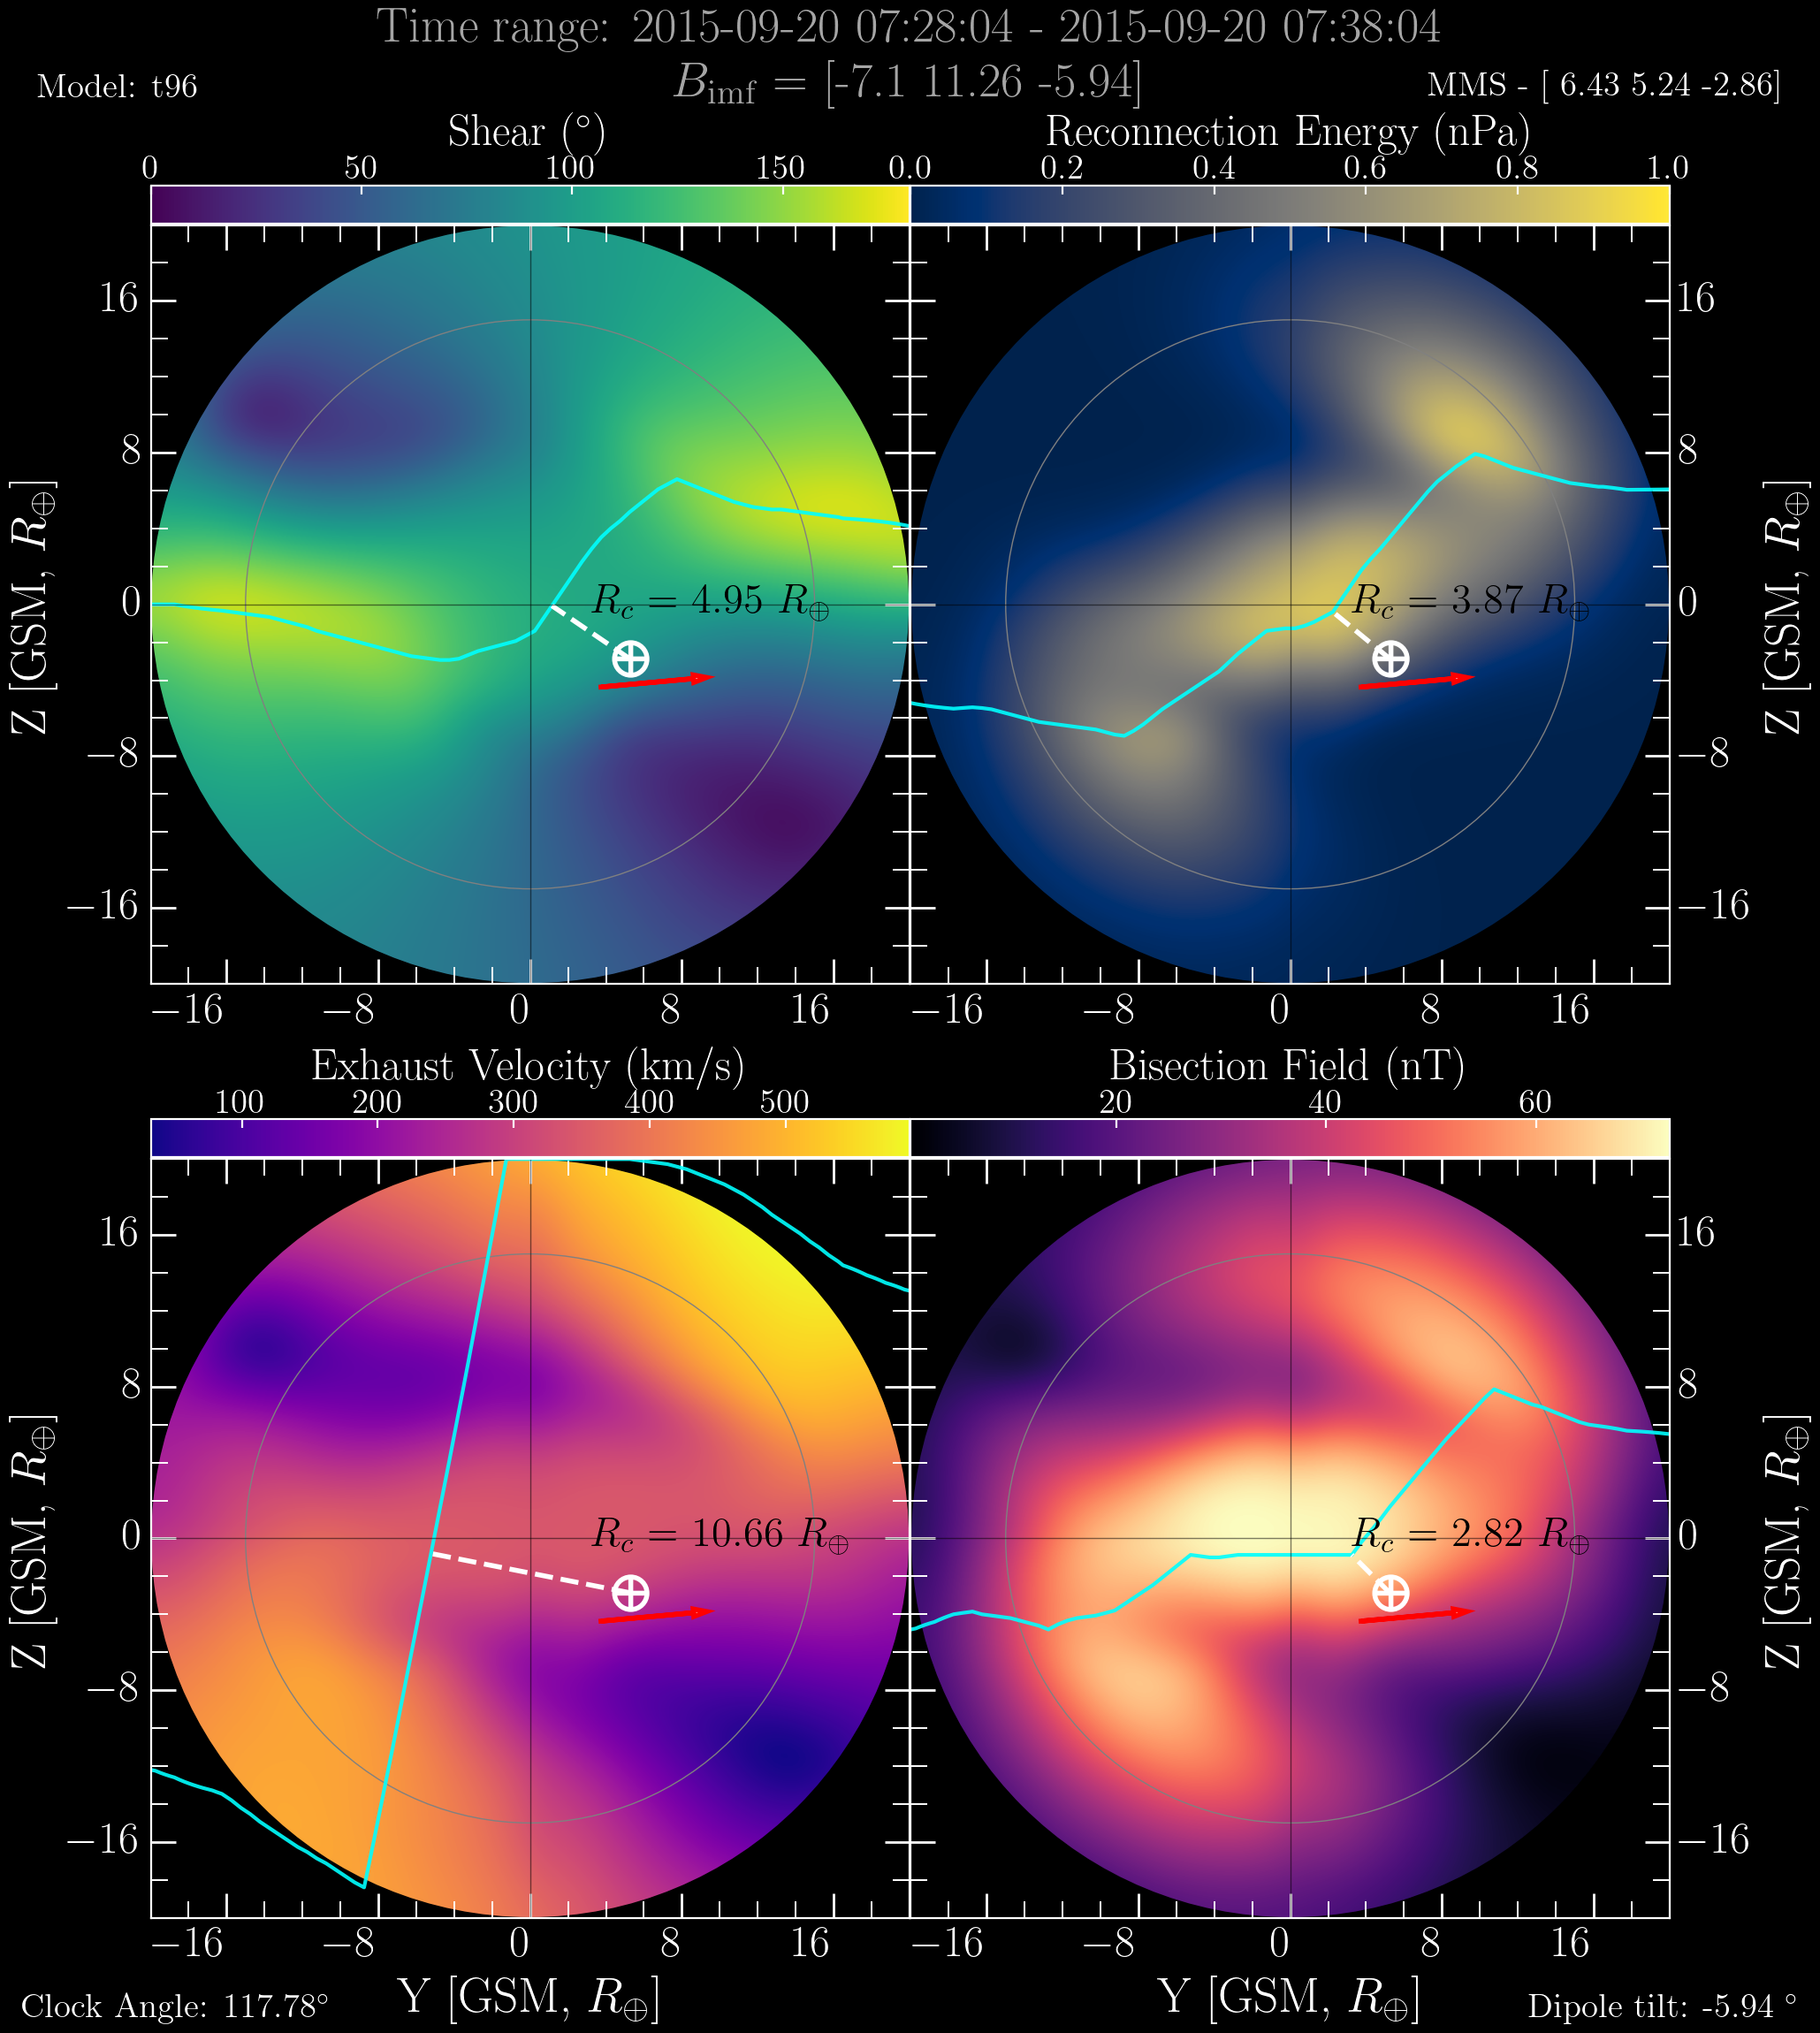 Time range: 2015-09-20 07:28:04 - 2015-09-20 07:38:04
Model: t96
B_imf = [-7.1 11.26 -5.94]
MMS - [ 6.43 5.24 -2.86]
Shear (°)
Reconnection Energy (nPa)
0 50 100 150
0.0 0.2 0.4 0.6 0.8 1.0
Z [GSM, R⊕]
16
8
0
−8
−16
R_c = 4.95 R⊕
−16 −8 0 8 16
R_c = 3.87 R⊕
16
8
0
−8
−16
Z [GSM, R⊕]
−16 −8 0 8 16
Exhaust Velocity (km/s)
Bisection Field (nT)
100 200 300 400 500
20 40 60
Z [GSM, R⊕]
16
8
0
−8
−16
R_c = 10.66 R⊕
−16 −8 0 8 16
Y [GSM, R⊕]
R_c = 2.82 R⊕
16
8
0
−8
−16
Z [GSM, R⊕]
−16 −8 0 8 16
Y [GSM, R⊕]
Clock Angle: 117.78°
Dipole tilt: -5.94 °